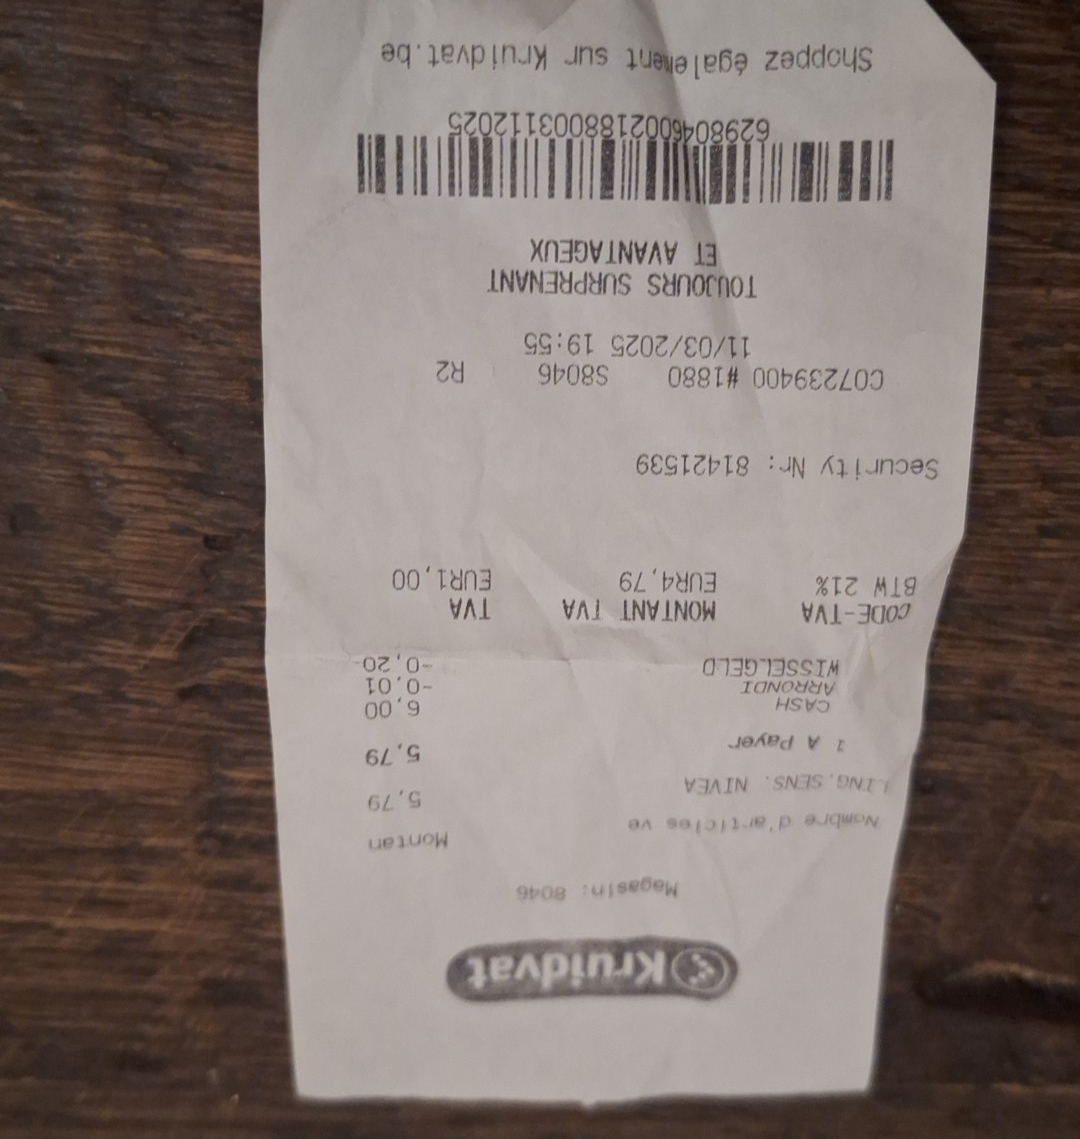 Kruidvat
Magasin: 8046
Nombre d'articles ve Montan
LING.SENS. NIVEA 5,79
1 A Payer 5,79
CASH 6,00
ARRONDI -0,01
WISSELGELD -0,20
CODE-TVA MONTANT TVA TVA
BTW 21% EUR4,79 EUR1,00
Security Nr: 81421539
C07239400 #1880 S8046 R2
11/03/2025 19:55
TOUJOURS SURPRENANT
ET AVANTAGEUX
6298046002188003112025
Shoppez également sur Kruidvat.be